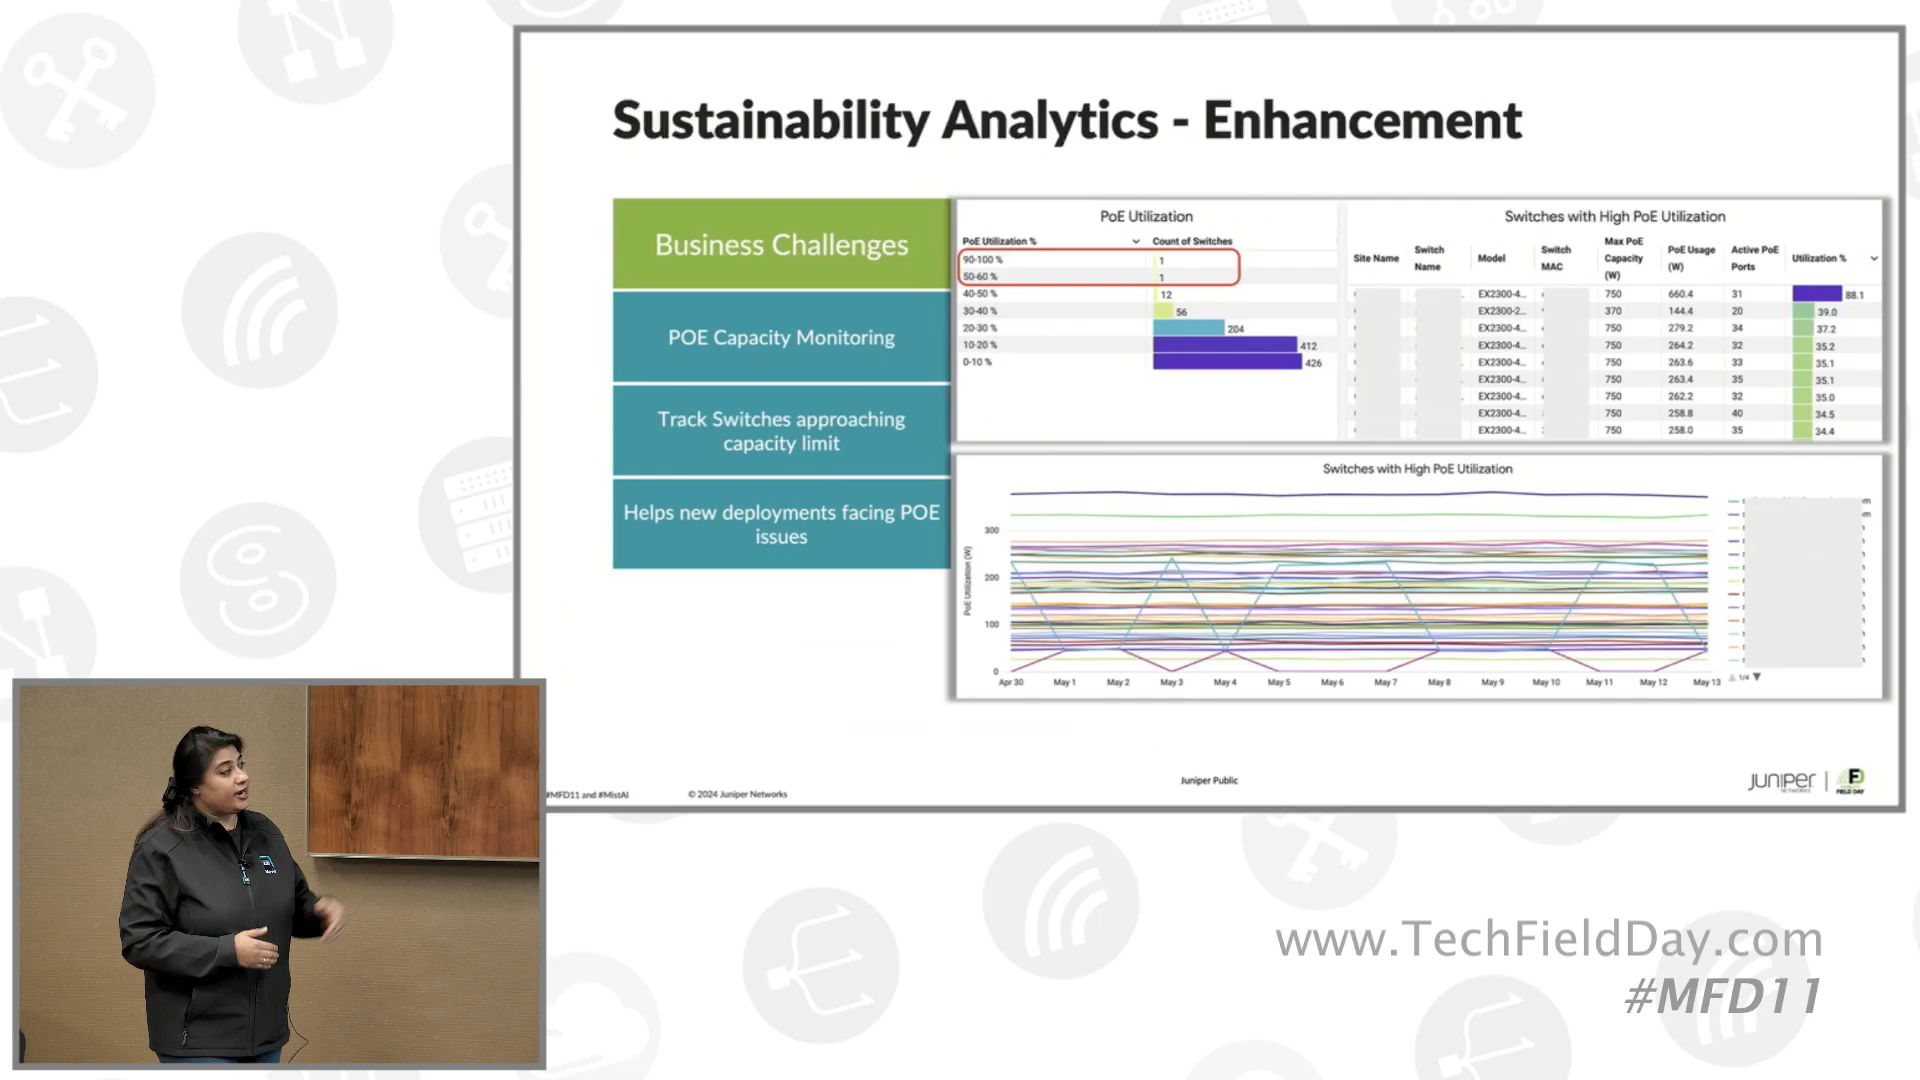 Sustainability Analytics - Enhancement
Business Challenges
POE Capacity Monitoring
Track Switches approaching
capacity limit
Helps new deployments facing POE
issues
PoE Utilization
PoE Utilization % Count of Switches
90-100 % 1
50-60 % 1
40-50 % 12
30-40 % 56
20-30 % 204
10-20 % 412
0-10 % 426
Switches with High PoE Utilization
Site Name Switch Name Model Switch MAC Max PoE Capacity (W) PoE Usage (W) Active PoE Ports Utilization %
EX2300-4... 750 660.4 31 88.1
EX2300-2... 370 144.4 20 39.0
EX2300-4... 750 279.2 34 37.2
EX2300-4... 750 264.2 32 35.2
EX2300-4... 750 263.6 33 35.1
EX2300-4... 750 263.4 35 35.1
EX2300-4... 750 262.2 32 35.0
EX2300-4... 750 258.8 40 34.5
EX2300-4... 750 258.0 35 34.4
Switches with High PoE Utilization
PoE Utilization (W)
300
200
100
0
Apr 30 May 1 May 2 May 3 May 4 May 5 May 6 May 7 May 8 May 9 May 10 May 11 May 12 May 13
1/4
#MFD11 and #MistAI
© 2024 Juniper Networks
Juniper Public
JUNIPER
NETWORKS
FIELD DAY
www.TechFieldDay.com
#MFD11